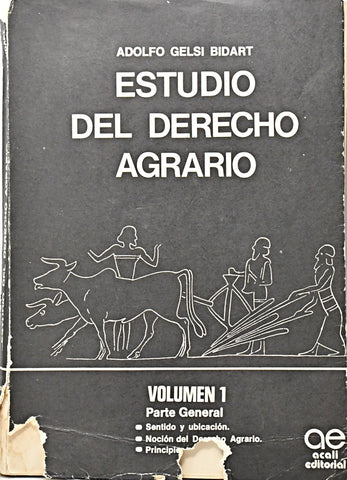 ADOLFO GELSI BIDART
ESTUDIO
DEL DERECHO
AGRARIO
VOLUMEN 1
Parte General
Sentido y ubicación.
Noción del Derecho Agrario.
ae
acali
editorial